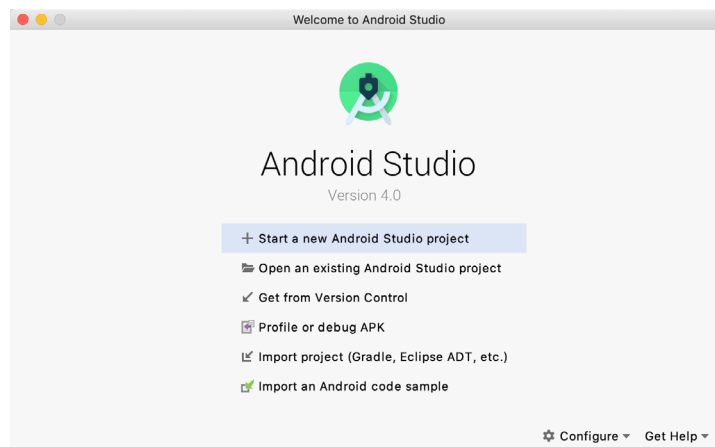 Welcome to Android Studio
Android Studio
Version 4.0
Start a new Android Studio project
Open an existing Android Studio project
Get from Version Control
Profile or debug APK
Import project (Gradle, Eclipse ADT, etc.)
Import an Android code sample
Configure Get Help